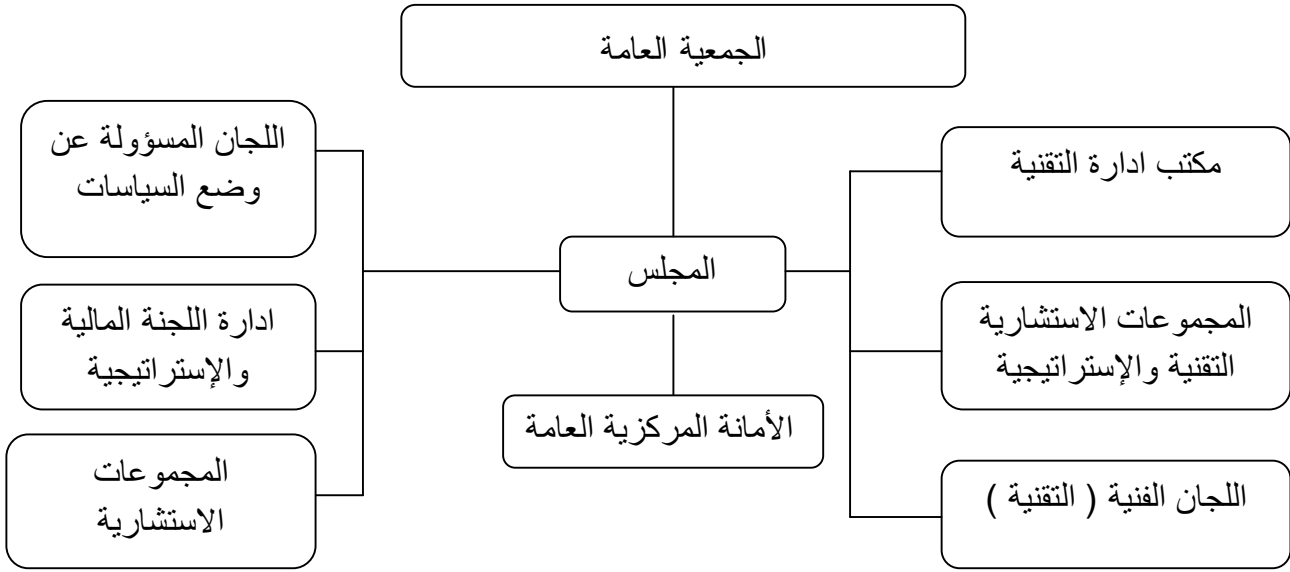 الجمعية العامة
مكتب ادارة التقنية
اللجان المسؤولة عن
وضع السياسات
المجلس
المجموعات الاستشارية
التقنية والإستراتيجية
ادارة اللجنة المالية
والإستراتيجية
الأمانة المركزية العامة
اللجان الفنية ( التقنية )
المجموعات
الاستشارية